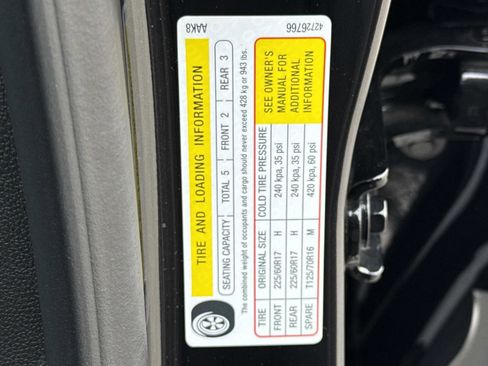 AAK8
42726766
TIRE AND LOADING INFORMATION
SEATING CAPACITY TOTAL 5 FRONT 2 REAR 3
The combined weight of occupants and cargo should never exceed 428 kg or 943 lbs.
TIRE ORIGINAL SIZE COLD TIRE PRESSURE
FRONT 225/60R17 H 240 kpa, 35 psi
REAR 225/60R17 H 240 kpa, 35 psi
SPARE T125/70R16 M 420 kpa, 60 psi
SEE OWNER'S
MANUAL FOR
ADDITIONAL
INFORMATION